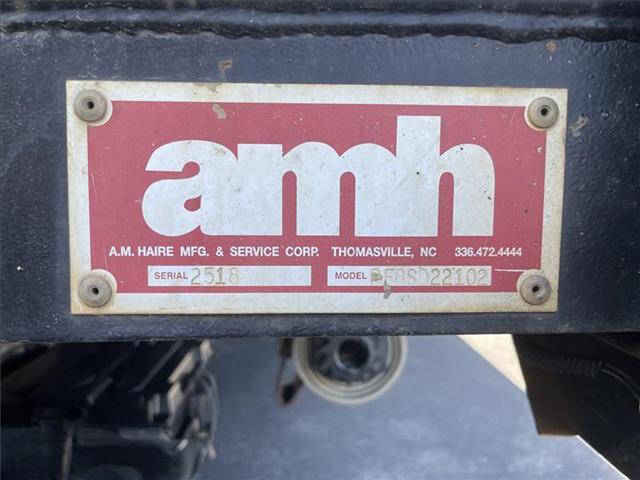 amh
A.M. HAIRE MFG. & SERVICE CORP. THOMASVILLE, NC 336.472.4444
SERIAL 2518 MODEL